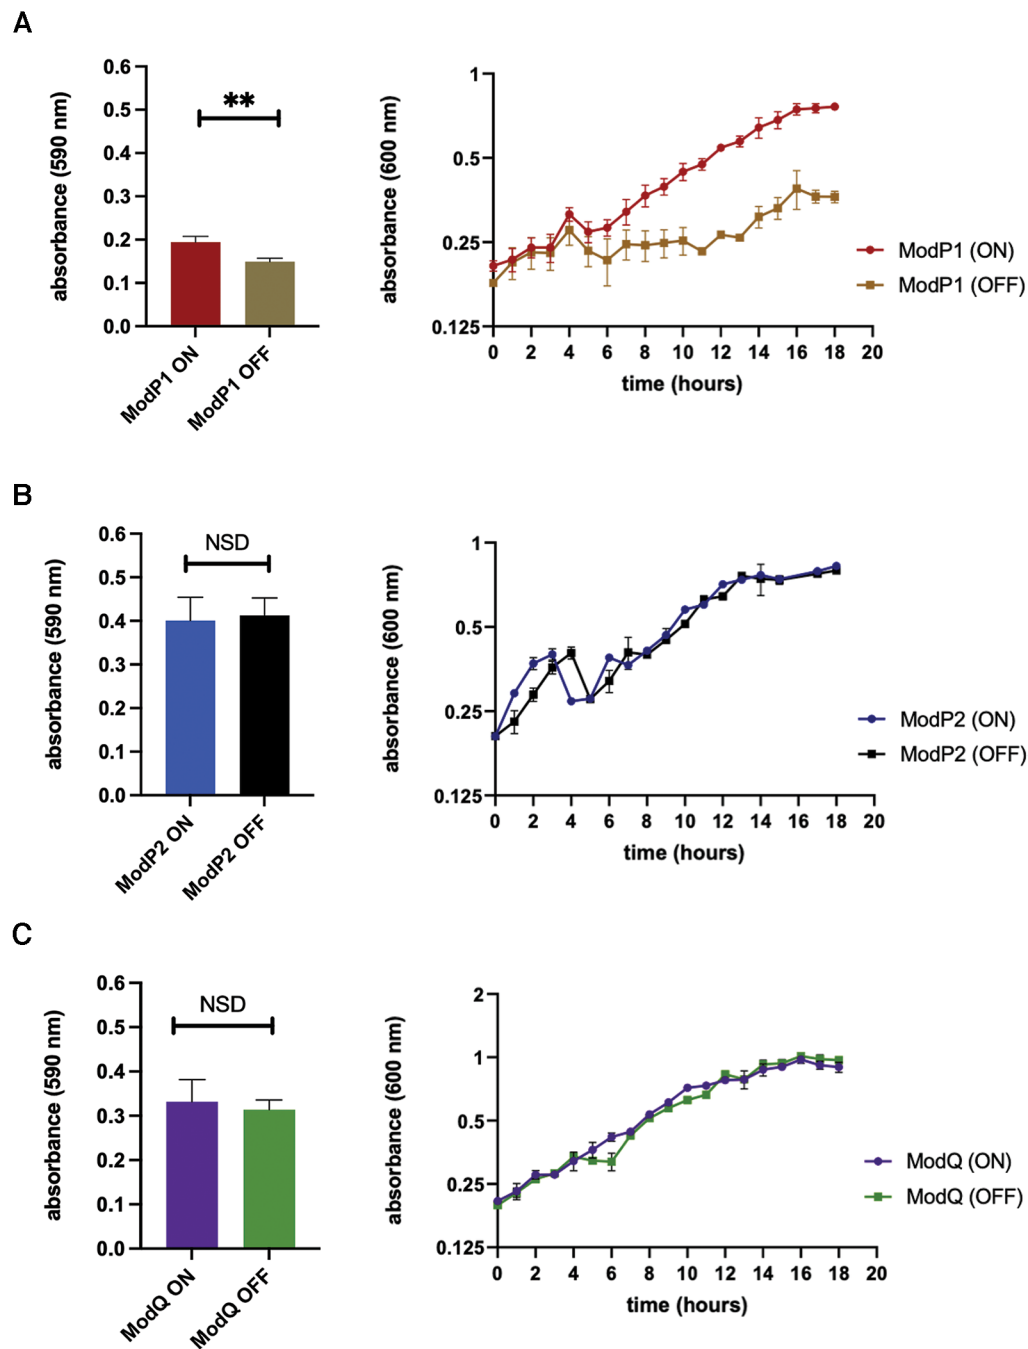 A
absorbance (590 nm)
0.6
0.5
0.4
0.3
0.2
0.1
0.0
**
ModP1 ON
ModP1 OFF
absorbance (600 nm)
1
0.5
0.25
0.125
0 2 4 6 8 10 12 14 16 18 20
time (hours)
ModP1 (ON)
ModP1 (OFF)
B
absorbance (590 nm)
0.6
0.5
0.4
0.3
0.2
0.1
0.0
NSD
ModP2 ON
ModP2 OFF
absorbance (600 nm)
1
0.5
0.25
0.125
0 2 4 6 8 10 12 14 16 18 20
time (hours)
ModP2 (ON)
ModP2 (OFF)
C
absorbance (590 nm)
0.6
0.5
0.4
0.3
0.2
0.1
0.0
NSD
ModQ ON
ModQ OFF
absorbance (600 nm)
2
1
0.5
0.25
0.125
0 2 4 6 8 10 12 14 16 18 20
time (hours)
ModQ (ON)
ModQ (OFF)